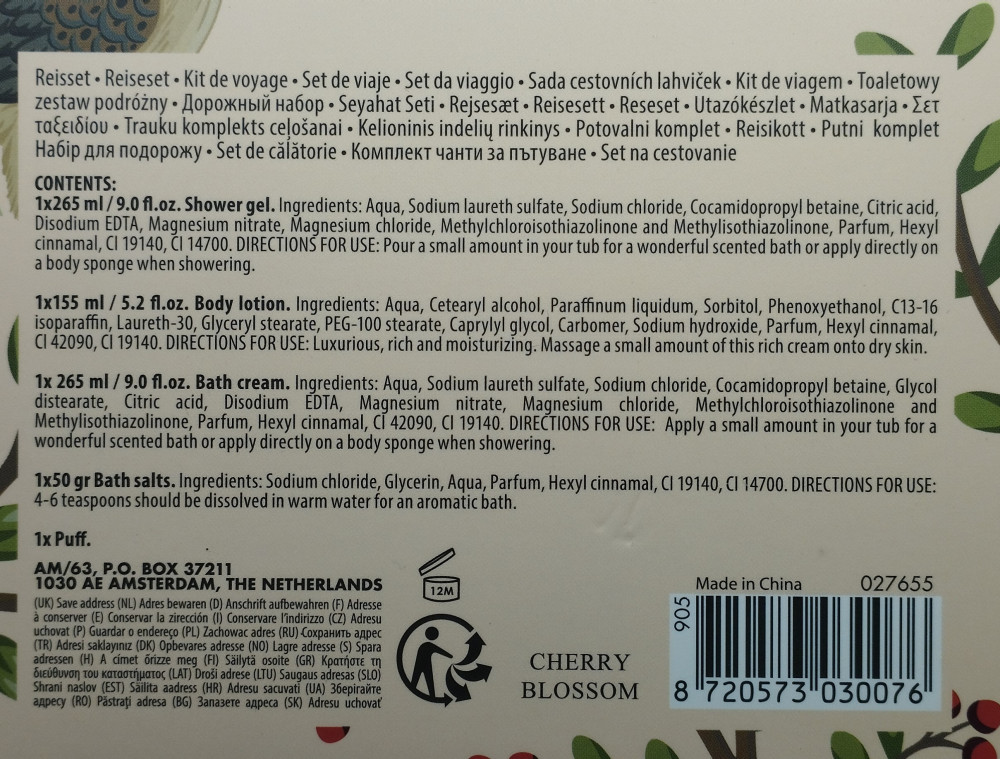 Reisset • Reiseset • Kit de voyage • Set de viaje • Set da viaggio • Sada cestovních lahviček • Kit de viagem • Toaletowy
zestaw podróżny • Дорожный набор • Seyahat Seti • Rejsesæt • Reisesett • Reseset • Utazókészlet • Matkasarja • Σετ
ταξειδίου • Trauku komplekts ceļošanai • Kelioninis indelių rinkinys • Potovalni komplet • Reisikott • Putni komplet
Набір для подорожу • Set de călătorie • Комплект чанти за пътуване • Set na cestovanie
CONTENTS:
1x265 ml / 9.0 fl.oz. Shower gel. Ingredients: Aqua, Sodium laureth sulfate, Sodium chloride, Cocamidopropyl betaine, Citric acid,
Disodium EDTA, Magnesium nitrate, Magnesium chloride, Methylchloroisothiazolinone and Methylisothiazolinone, Parfum, Hexyl
cinnamal, CI 19140, CI 14700. DIRECTIONS FOR USE: Pour a small amount in your tub for a wonderful scented bath or apply directly on
a body sponge when showering.
1x155 ml / 5.2 fl.oz. Body lotion. Ingredients: Aqua, Cetearyl alcohol, Paraffinum liquidum, Sorbitol, Phenoxyethanol, C13-16
isoparaffin, Laureth-30, Glyceryl stearate, PEG-100 stearate, Caprylyl glycol, Carbomer, Sodium hydroxide, Parfum, Hexyl cinnamal,
CI 42090, CI 19140. DIRECTIONS FOR USE: Luxurious, rich and moisturizing. Massage a small amount of this rich cream onto dry skin.
1x 265 ml / 9.0 fl.oz. Bath cream. Ingredients: Aqua, Sodium laureth sulfate, Sodium chloride, Cocamidopropyl betaine, Glycol
distearate, Citric acid, Disodium EDTA, Magnesium nitrate, Magnesium chloride, Methylchloroisothiazolinone and
Methylisothiazolinone, Parfum, Hexyl cinnamal, CI 42090, CI 19140. DIRECTIONS FOR USE: Apply a small amount in your tub for a
wonderful scented bath or apply directly on a body sponge when showering.
1x50 gr Bath salts. Ingredients: Sodium chloride, Glycerin, Aqua, Parfum, Hexyl cinnamal, CI 19140, CI 14700. DIRECTIONS FOR USE:
4-6 teaspoons should be dissolved in warm water for an aromatic bath.
1x Puff.
AM/63, P.O. BOX 37211
1030 AE AMSTERDAM, THE NETHERLANDS
(UK) Save address (NL) Adres bewaren (D) Anschrift aufbewahren (F) Adresse
à conserver (E) Conservar la zirección (I) Conservare l'indirizzo (CZ) Adresu
uchovat (P) Guardar o endereço (PL) Zachowac adres (RU) Сохранить адрес
(TR) Adresi saklayınız (DK) Opbevares adresse (NO) Lagre adresse (S) Spara
adressen (H) A címet őrizze meg (FI) Säilytä osoite (GR) Κρατήστε τη
διεύθυνση του καταστήματος (LAT) Droši adrese (LTU) Saugaus adresas (SLO)
Shrani naslov (EST) Säilita aadress (HR) Adresu sacuvati (UA) Зберігайте
адресу (RO) Păstrați adresa (BG) Запазете адреса (SK) Adresu uchovať
12M
CHERRY
BLOSSOM
Made in China 027655
905
8 720573 030076